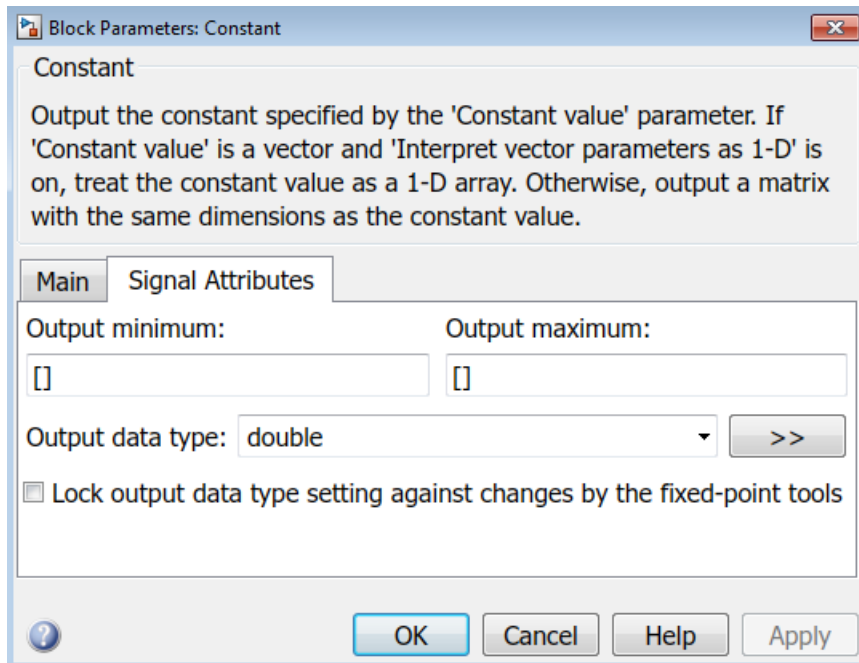 Block Parameters: Constant
Constant
Output the constant specified by the 'Constant value' parameter. If
'Constant value' is a vector and 'Interpret vector parameters as 1-D' is
on, treat the constant value as a 1-D array. Otherwise, output a matrix
with the same dimensions as the constant value.
Main Signal Attributes
Output minimum: Output maximum:
[] []
Output data type: double >>
Lock output data type setting against changes by the fixed-point tools
? OK Cancel Help Apply